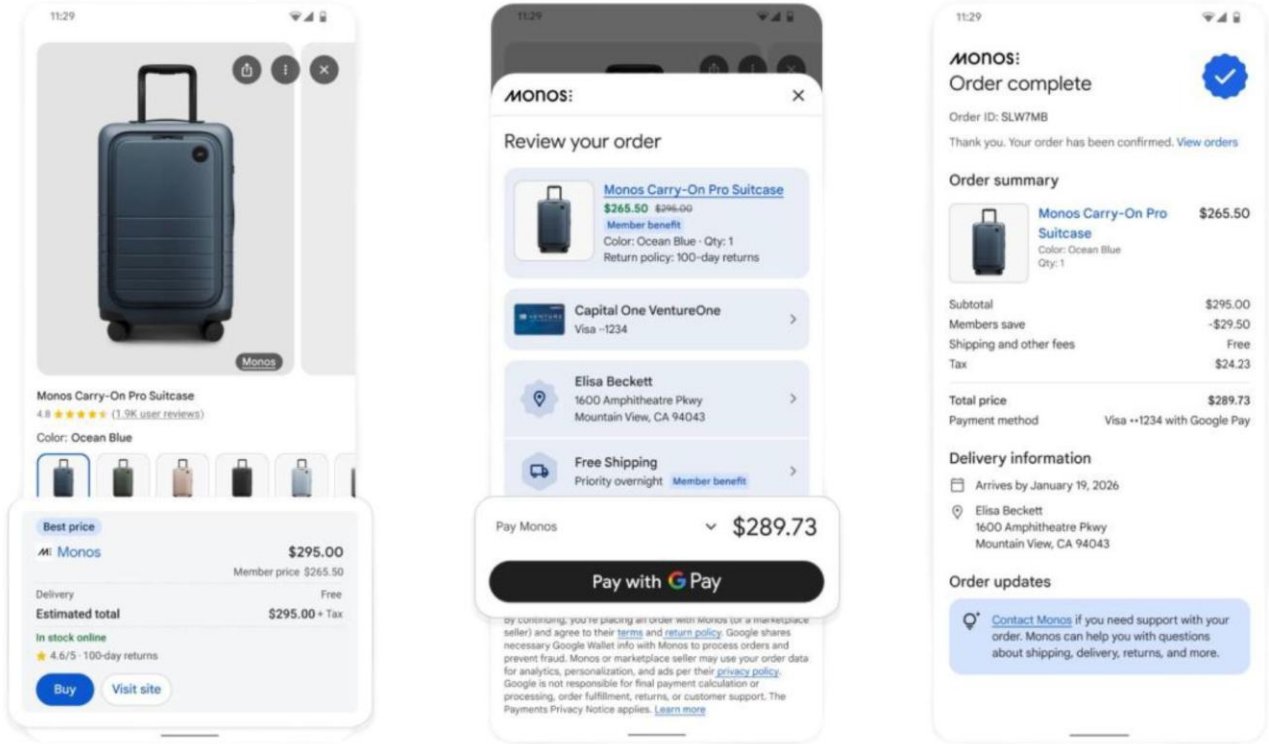 11:29
Monos
Monos Carry-On Pro Suitcase
4.8 ★★★★★ (1.9K user reviews)
Color: Ocean Blue
Best price
M: Monos
$295.00
Member price $265.50
Delivery Free
Estimated total $295.00 + Tax
In stock online
★ 4.6/5 · 100-day returns
Buy Visit site
11:29
MONOS:
Review your order
Monos Carry-On Pro Suitcase
$265.50 $295.00
Member benefit
Color: Ocean Blue · Qty: 1
Return policy: 100-day returns
VENTURE
Capital One VentureOne
Visa ··1234
Elisa Beckett
1600 Amphitheatre Pkwy
Mountain View, CA 94043
Free Shipping
Priority overnight Member benefit
Pay Monos $289.73
Pay with G Pay
By continuing, you're placing an order with Monos (or a marketplace
seller) and agree to their terms and return policy. Google shares
necessary Google Wallet info with Monos to process orders and
prevent fraud. Monos or marketplace seller may use your order data
for analytics, personalization, and ads per their privacy policy.
Google is not responsible for final payment calculation or
processing, order fulfillment, returns, or customer support. The
Payments Privacy Notice applies. Learn more
11:29
MONOS:
Order complete
Order ID: SLW7MB
Thank you. Your order has been confirmed. View orders
Order summary
Monos Carry-On Pro $265.50
Suitcase
Color: Ocean Blue
Qty: 1
Subtotal $295.00
Members save -$29.50
Shipping and other fees Free
Tax $24.23
Total price $289.73
Payment method Visa ··1234 with Google Pay
Delivery information
Arrives by January 19, 2026
Elisa Beckett
1600 Amphitheatre Pkwy
Mountain View, CA 94043
Order updates
Contact Monos if you need support with your
order. Monos can help you with questions
about shipping, delivery, returns, and more.